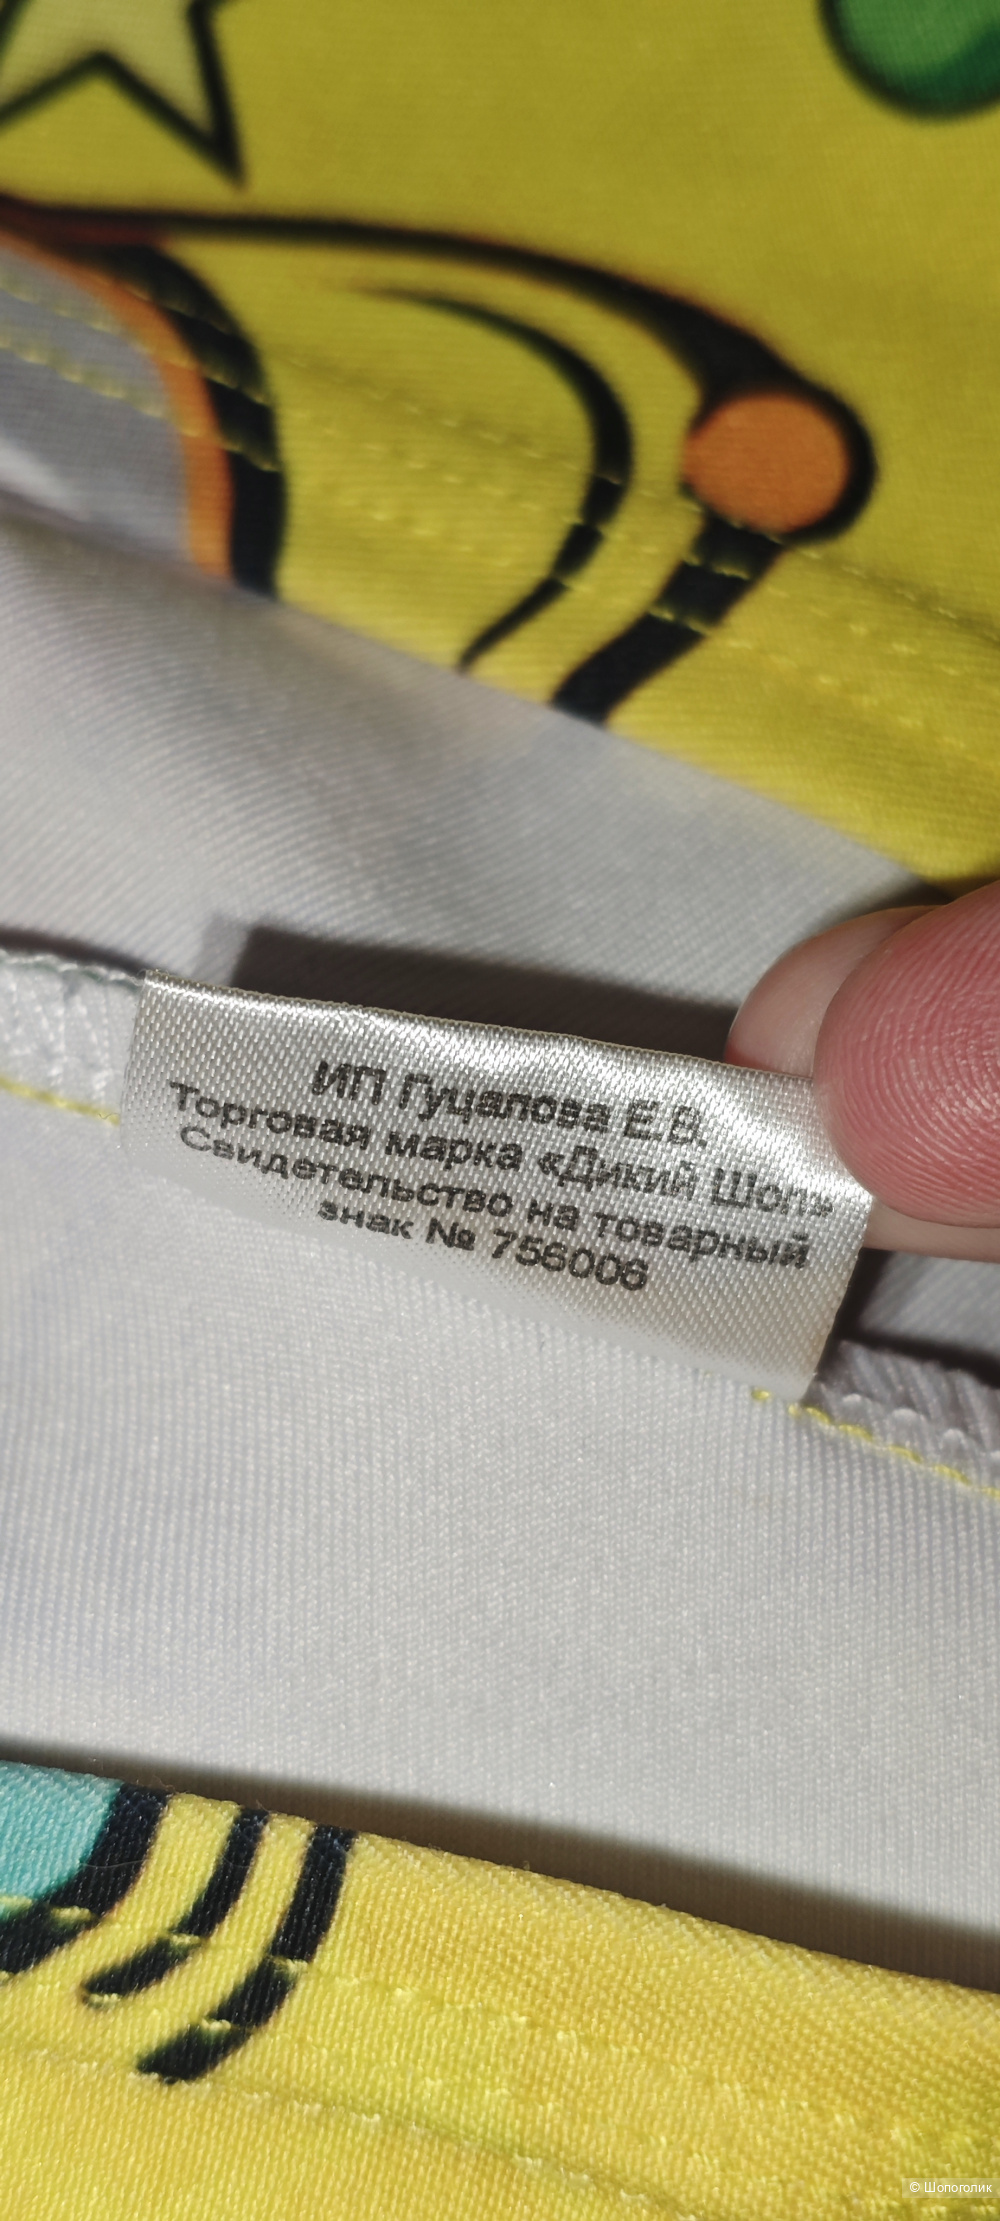 ИП Гуцалова Е.В.
Торговая марка «Дикий Шоп»
Свидетельство на товарный
знак № 756006
© Шопоголик